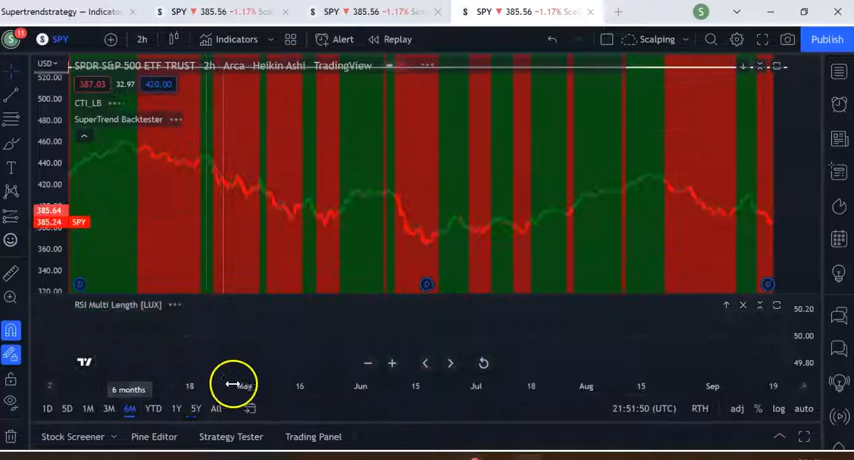 Supertrendstrategy — Indicator
SPY ▼ 385.56 −1.17% Scal
SPY ▼ 385.56 −1.17% Scal
SPY ▼ 385.56 −1.17% Scal
S
S 11 SPY 2h Indicators Alert Replay Scalping Publish
USD
SPDR S&P 500 ETF TRUST · 2h · Arca Heikin Ashi TradingView
387.03 32.97 420.00
CTI_LB
SuperTrend Backtester
520.00
500.00
480.00
460.00
440.00
420.00
400.00
385.64
385.24 SPY
360.00
340.00
320.00
D D D
RSI Multi Length [LUX]
50.20
50.00
49.80
6 months
2 18 May 16 Jun 15 Jul 18 Aug 15 Sep 19
1D 5D 1M 3M 6M YTD 1Y 5Y All 21:51:50 (UTC) RTH adj % log auto
Stock Screener Pine Editor Strategy Tester Trading Panel